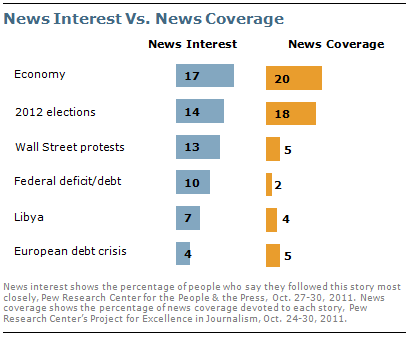 News Interest Vs. News Coverage
News Interest News Coverage
Economy 17 20
2012 elections 14 18
Wall Street protests 13 5
Federal deficit/debt 10 2
Libya 7 4
European debt crisis 4 5
News interest shows the percentage of people who say they followed this story most
closely, Pew Research Center for the People & the Press, Oct. 27-30, 2011. News
coverage shows the percentage of news coverage devoted to each story, Pew
Research Center's Project for Excellence in Journalism, Oct. 24-30, 2011.